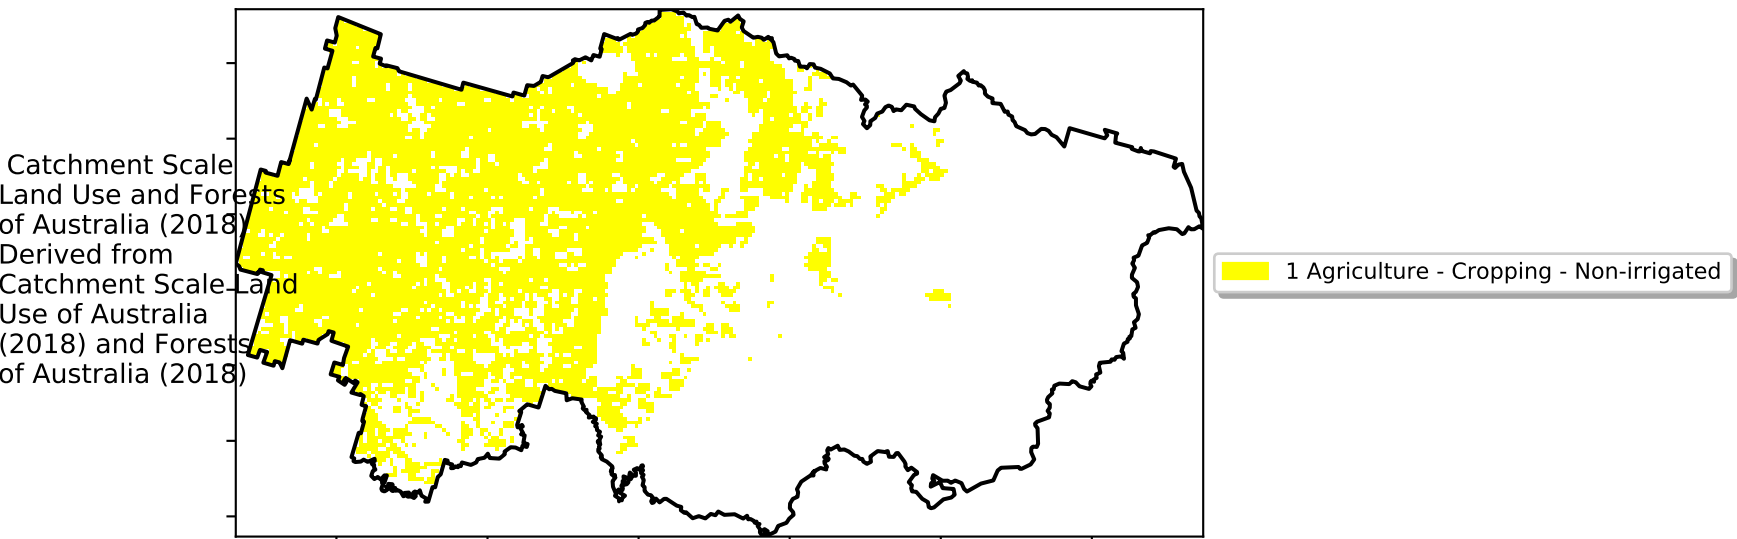 Catchment Scale
Land Use and Forests
of Australia (2018)
Derived from
Catchment Scale Land
Use of Australia
(2018) and Forests
of Australia (2018)
1 Agriculture - Cropping - Non-irrigated